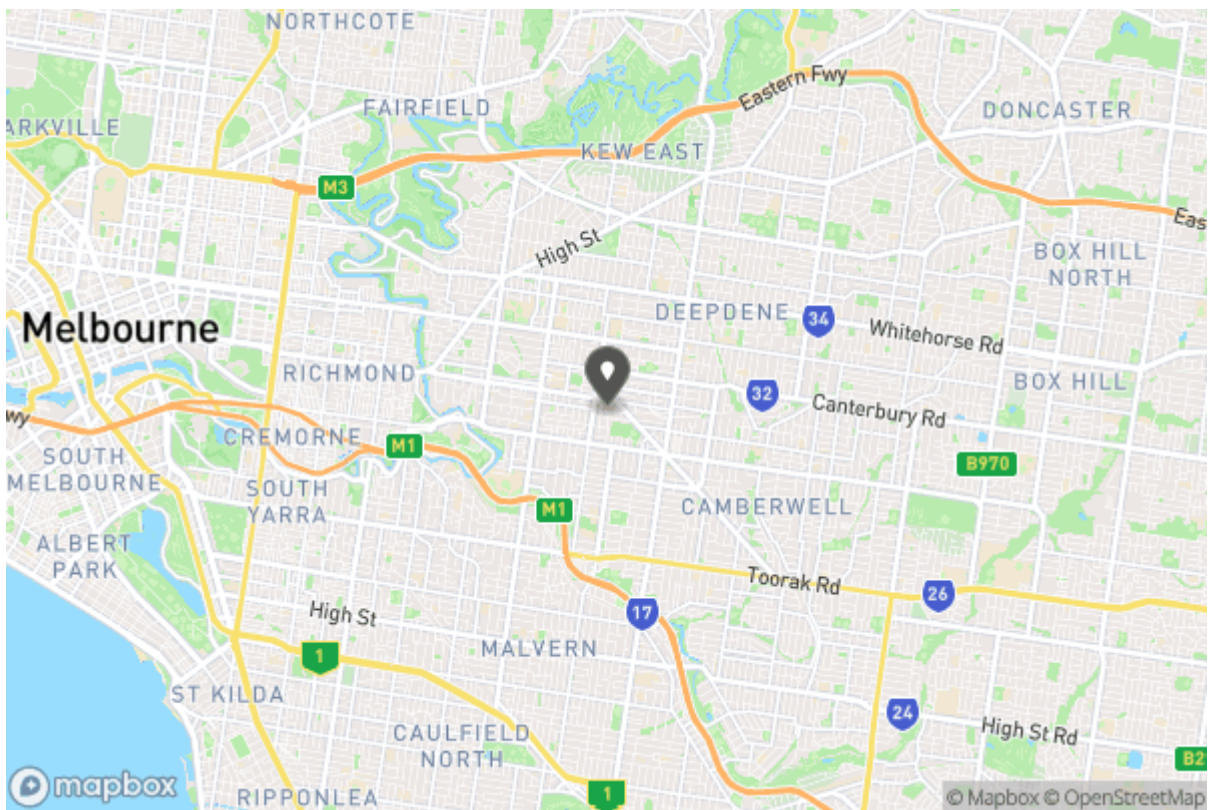 NORTHCOTE
Eastern Fwy
FAIRFIELD
DONCASTER
ARKVILLE
KEW EAST
M3
East
High St
BOX HILL
NORTH
DEEPDENE
34
Whitehorse Rd
Melbourne
RICHMOND
BOX HILL
32
Canterbury Rd
wy
CREMORNE
M1
B970
SOUTH
MELBOURNE
SOUTH
YARRA
M1
CAMBERWELL
ALBERT
PARK
Toorak Rd
26
High St
17
1
MALVERN
ST KILDA
24
High St Rd
CAULFIELD
NORTH
B2
mapbox
RIPPONLEA
1
© Mapbox © OpenStreetMap